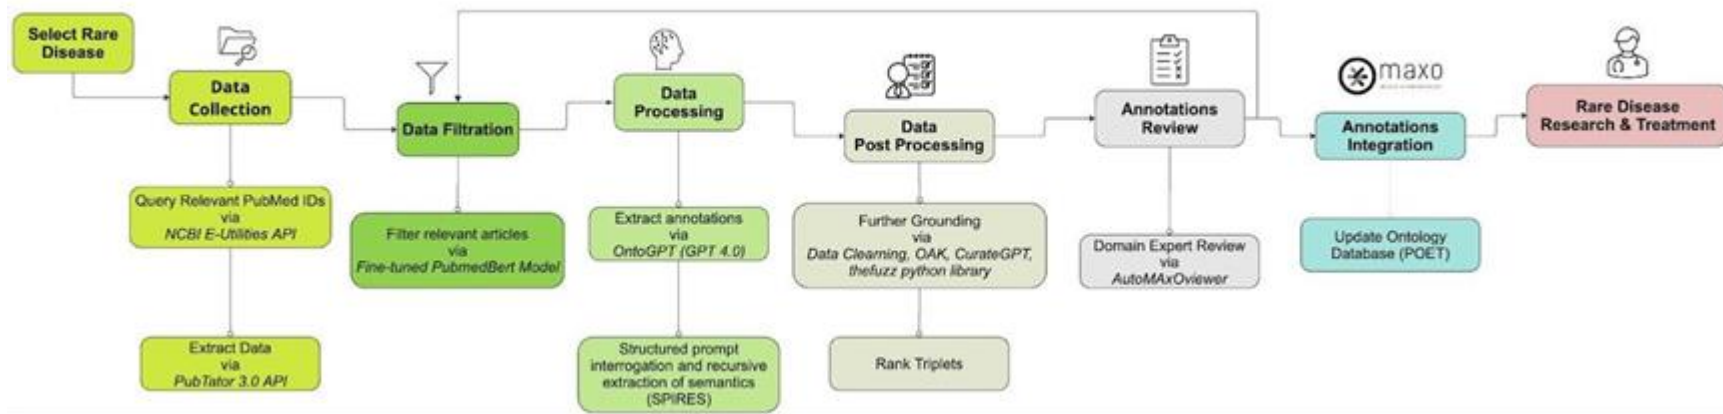 Select Rare
Disease
Data
Collection
Query Relevant PubMed IDs
via
NCBI E-Utilities API
Extract Data
via
PubTator 3.0 API
Data Filtration
Filter relevant articles
via
Fine-tuned PubmedBert Model
Data
Processing
Extract annotations
via
OntoGPT (GPT 4.0)
Structured prompt
interrogation and recursive
extraction of semantics
(SPIRES)
Data
Post Processing
Further Grounding
via
Data Clearning, OAK, CurateGPT,
thefuzz python library
Rank Triplets
Annotations
Review
Domain Expert Review
via
AutoMAxOviewer
maxo
Annotations
Integration
Update Ontology
Database (POET)
Rare Disease
Research & Treatment